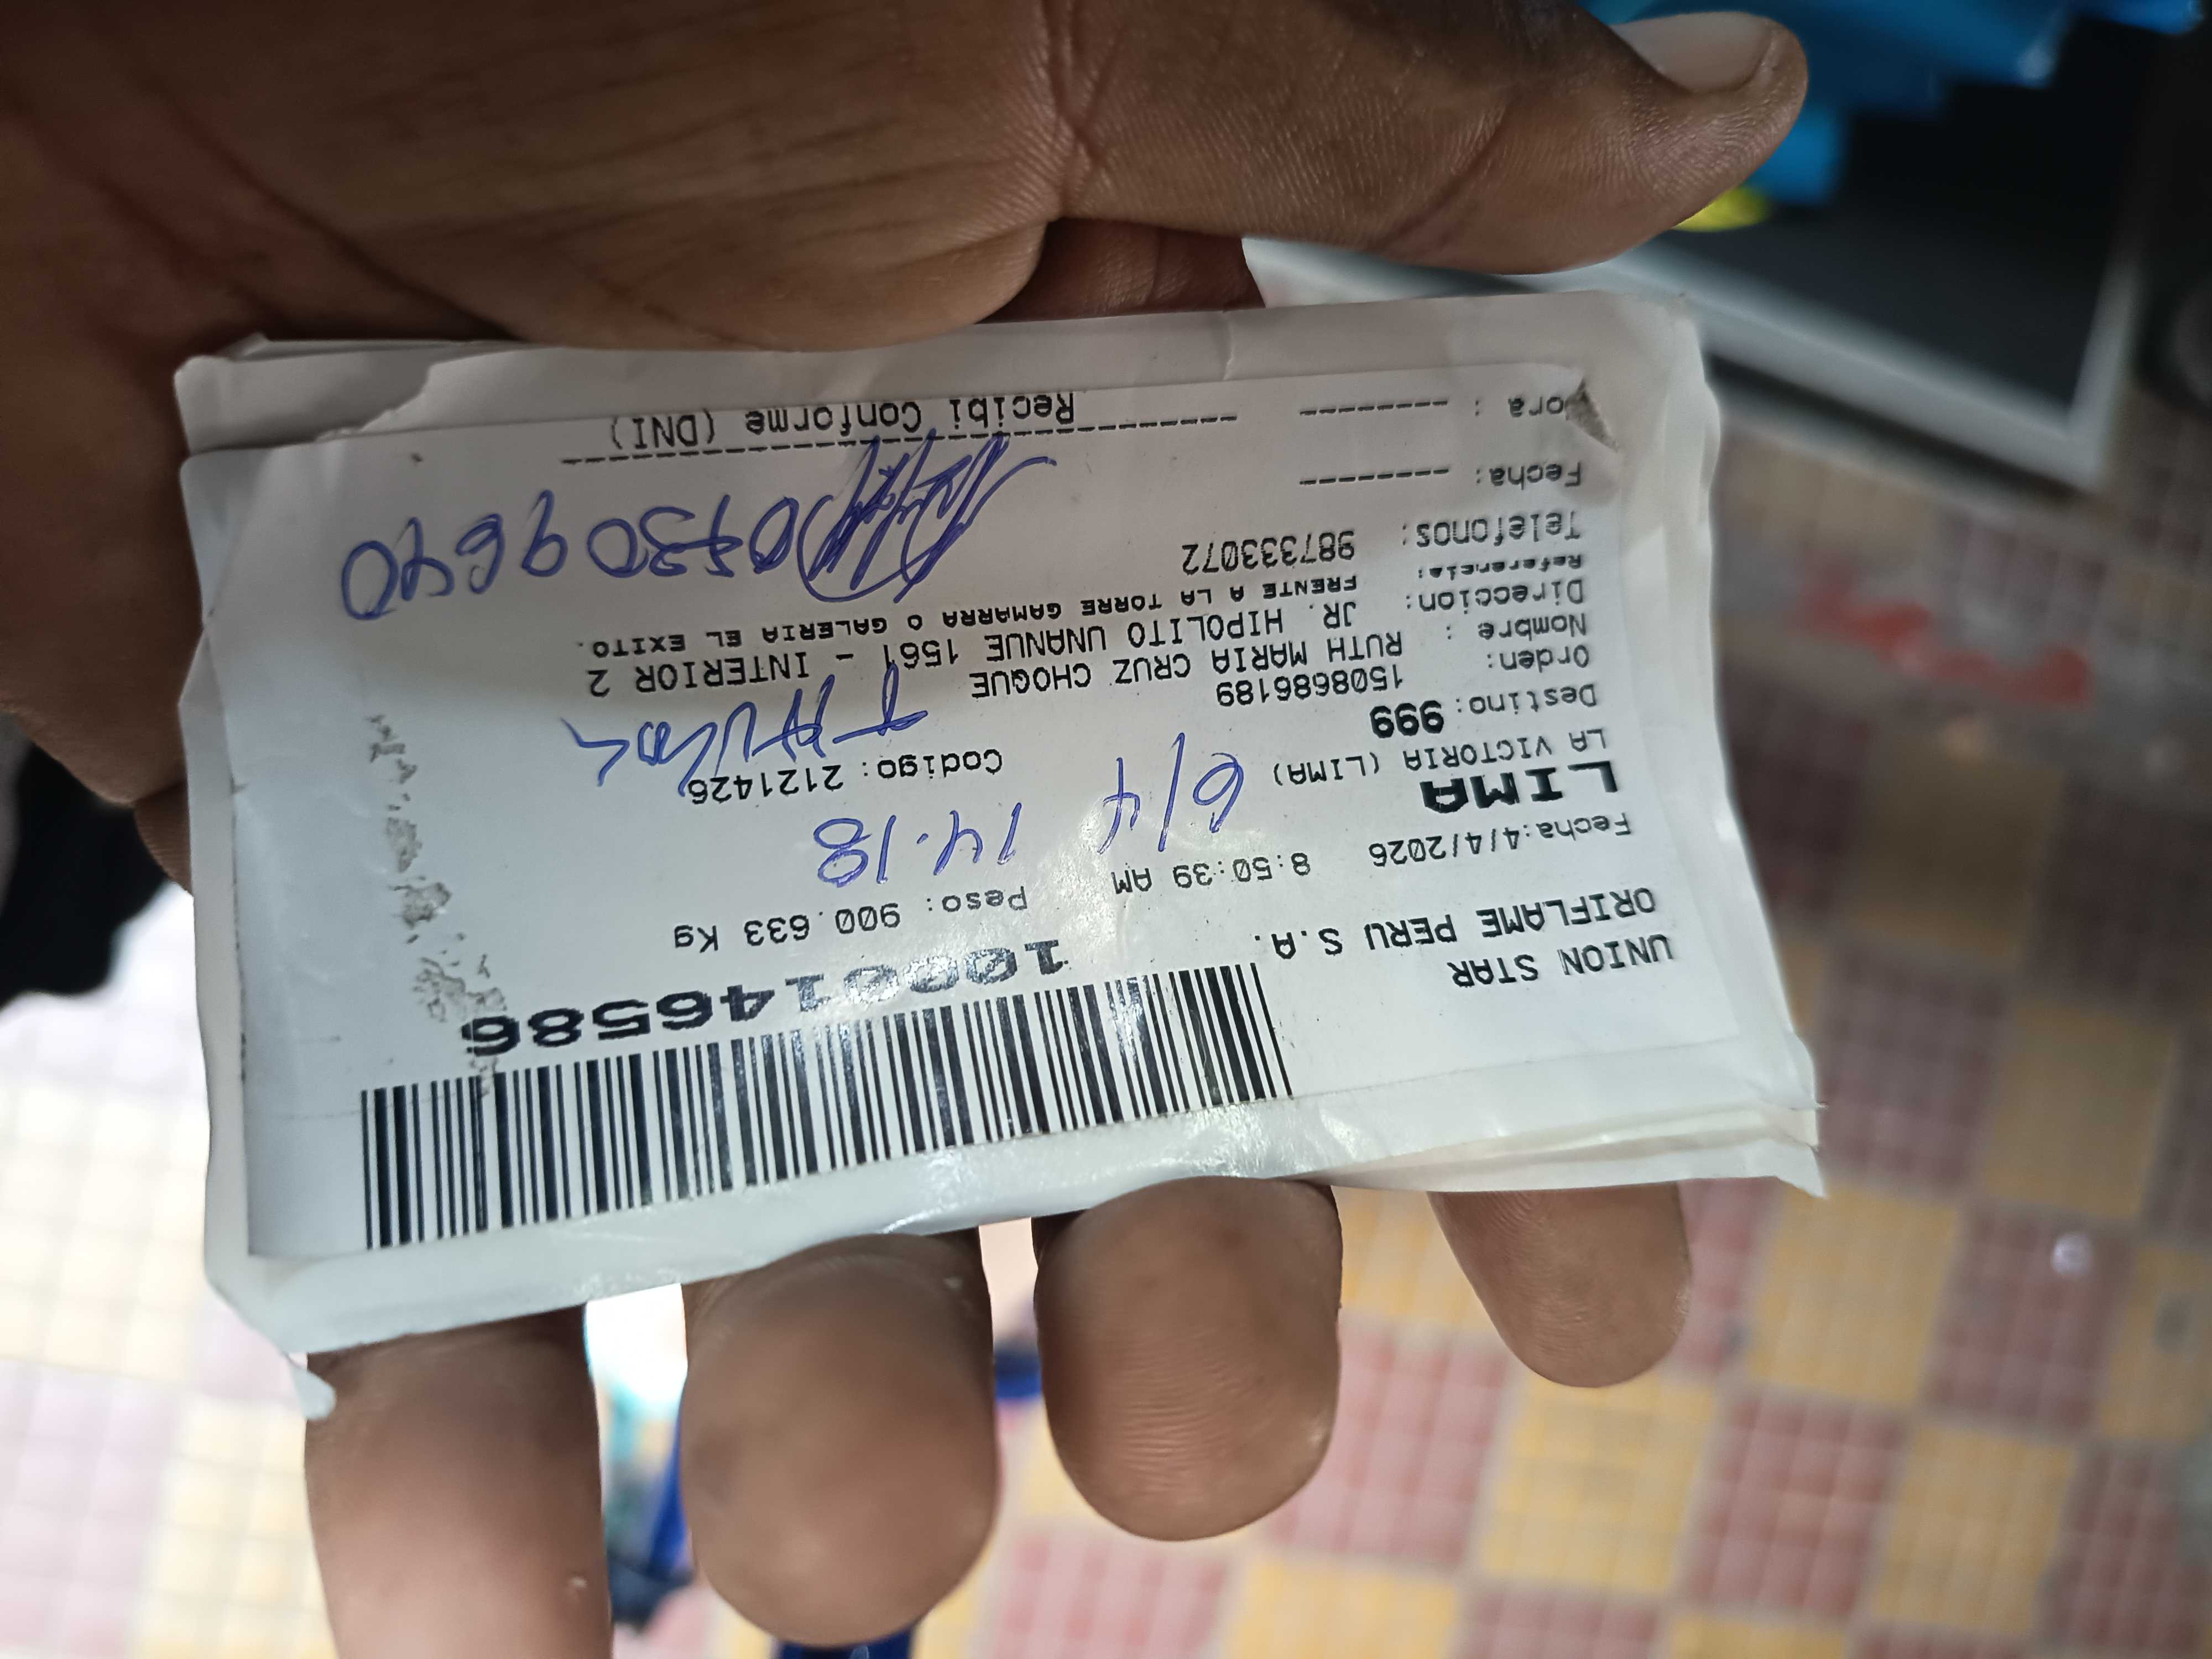 UNION STAR
ORIFLAME PERU S.A.
1000146586
Fecha:4/4/2026 8:50:39 AM Peso: 900.633 Kg
LIMA 6/4 14.18
LA VICTORIA (LIMA) Codigo: 2121426
Destino: 999
Orden: 1508686189
Nombre : RUTH MARIA CRUZ CHOQUE
Direccion: JR. HIPOLITO UNANUE 1561 - INTERIOR 2
Referencia: FRENTE A LA TORRE GAMARRA O GALERIA EL EXITO.
Telefonos: 987333072
Fecha: --------
ora : --------
Recibi Conforme (DNI)